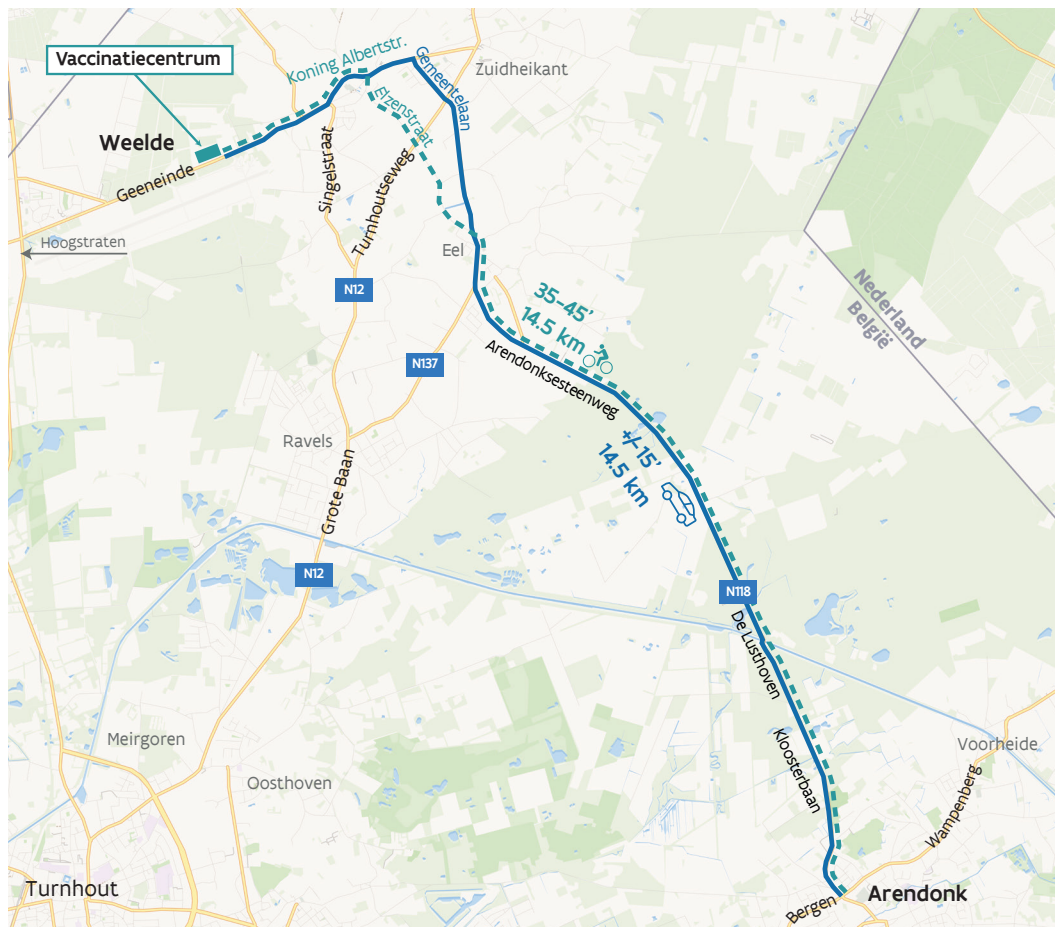 Vaccinatiecentrum
Koning Albertstr.
Gemeentelaan
Zuidheikant
Elzenstraat
Weelde
Geeneinde
Singelstraat
Turnhoutseweg
Hoogstraten
Eel
N12
Nederland
België
35-45’
14.5 km
N137
Arendonksesteenweg
+/-15’
14.5 km
Ravels
Grote Baan
N12
N118
De Lusthoven
Kloosterbaan
Meirgoren
Voorheide
Oosthoven
Wampenberg
Turnhout
Arendonk
Bergen